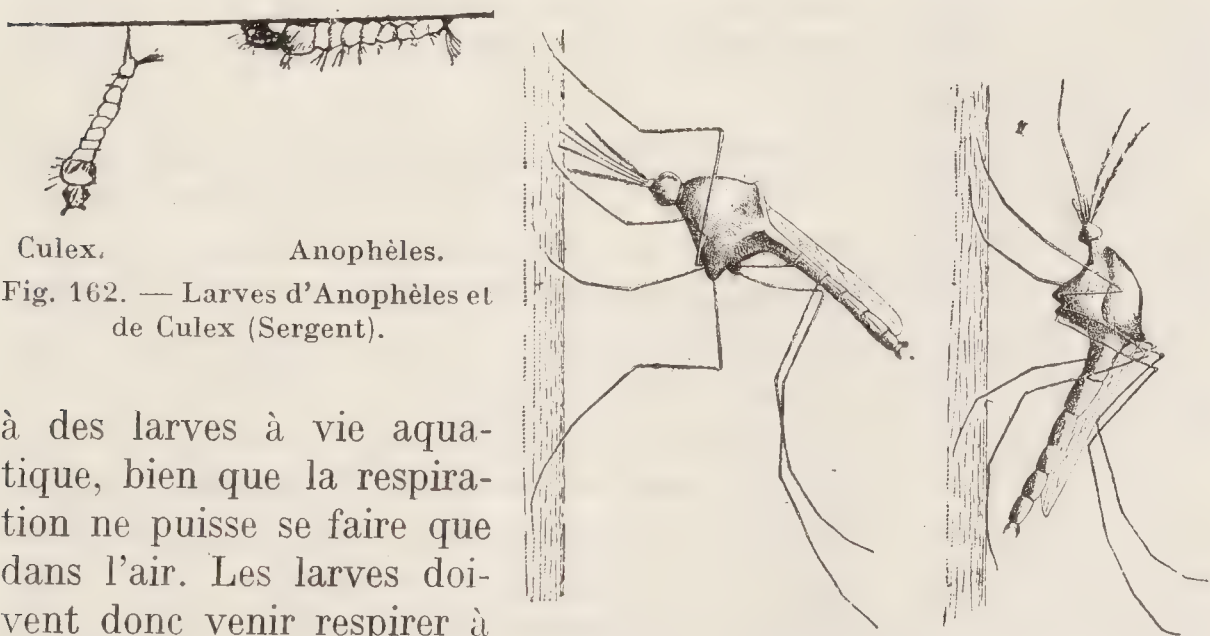 Culex. Anophèles.
Fig. 162. — Larves d'Anophèles et
de Culex (Sergent).
à des larves à vie aqua-
tique, bien que la respira-
tion ne puisse se faire que
dans l'air. Les larves doi-
vent donc venir respirer à